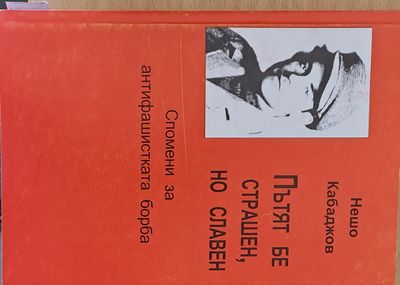 Нешо
Кабаджов
Пътят бе
страшен,
но славен
Спомени за
антифашистката борба